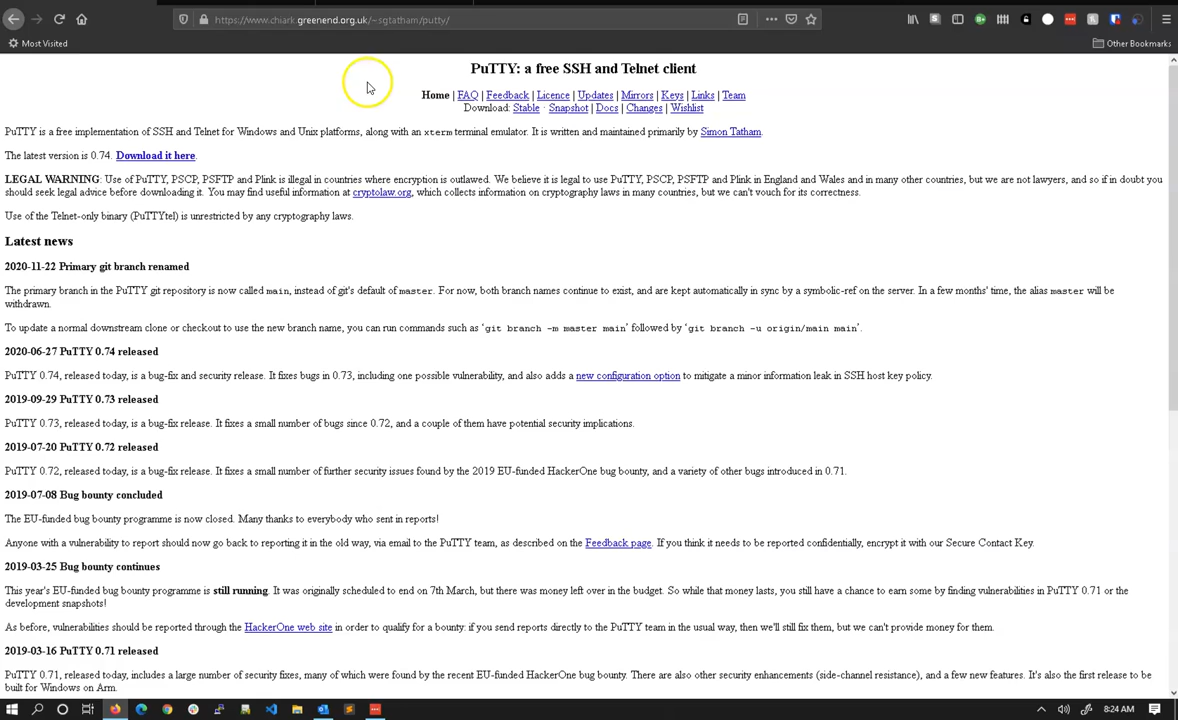 https://www.chiark.greenend.org.uk/~sgtatham/putty/
Most Visited
Other Bookmarks
PuTTY: a free SSH and Telnet client
Home | FAQ | Feedback | Licence | Updates | Mirrors | Keys | Links | Team
Download: Stable · Snapshot | Docs | Changes | Wishlist
PuTTY is a free implementation of SSH and Telnet for Windows and Unix platforms, along with an xterm terminal emulator. It is written and maintained primarily by Simon Tatham.
The latest version is 0.74. Download it here.
LEGAL WARNING: Use of PuTTY, PSCP, PSFTP and Plink is illegal in countries where encryption is outlawed. We believe it is legal to use PuTTY, PSCP, PSFTP and Plink in England and Wales and in many other countries, but we are not lawyers, and so if in doubt you
should seek legal advice before downloading it. You may find useful information at cryptolaw.org, which collects information on cryptography laws in many countries, but we can't vouch for its correctness.
Use of the Telnet-only binary (PuTTYtel) is unrestricted by any cryptography laws.
Latest news
2020-11-22 Primary git branch renamed
The primary branch in the PuTTY git repository is now called main, instead of git's default of master. For now, both branch names continue to exist, and are kept automatically in sync by a symbolic-ref on the server. In a few months' time, the alias master will be
withdrawn.
To update a normal downstream clone or checkout to use the new branch name, you can run commands such as ‘git branch -m master main’ followed by ‘git branch -u origin/main main’.
2020-06-27 PuTTY 0.74 released
PuTTY 0.74, released today, is a bug-fix and security release. It fixes bugs in 0.73, including one possible vulnerability, and also adds a new configuration option to mitigate a minor information leak in SSH host key policy.
2019-09-29 PuTTY 0.73 released
PuTTY 0.73, released today, is a bug-fix release. It fixes a small number of bugs since 0.72, and a couple of them have potential security implications.
2019-07-20 PuTTY 0.72 released
PuTTY 0.72, released today, is a bug-fix release. It fixes a small number of further security issues found by the 2019 EU-funded HackerOne bug bounty, and a variety of other bugs introduced in 0.71.
2019-07-08 Bug bounty concluded
The EU-funded bug bounty programme is now closed. Many thanks to everybody who sent in reports!
Anyone with a vulnerability to report should now go back to reporting it in the old way, via email to the PuTTY team, as described on the Feedback page. If you think it needs to be reported confidentially, encrypt it with our Secure Contact Key.
2019-03-25 Bug bounty continues
This year's EU-funded bug bounty programme is still running. It was originally scheduled to end on 7th March, but there was money left over in the budget. So while that money lasts, you still have a chance to earn some by finding vulnerabilities in PuTTY 0.71 or the
development snapshots!
As before, vulnerabilities should be reported through the HackerOne web site in order to qualify for a bounty: if you send reports directly to the PuTTY team in the usual way, then we'll still fix them, but we can't provide money for them.
2019-03-16 PuTTY 0.71 released
PuTTY 0.71, released today, includes a large number of security fixes, many of which were found by the recent EU-funded HackerOne bug bounty. There are also other security enhancements (side-channel resistance), and a few new features. It's also the first release to be
built for Windows on Arm.
8:24 AM